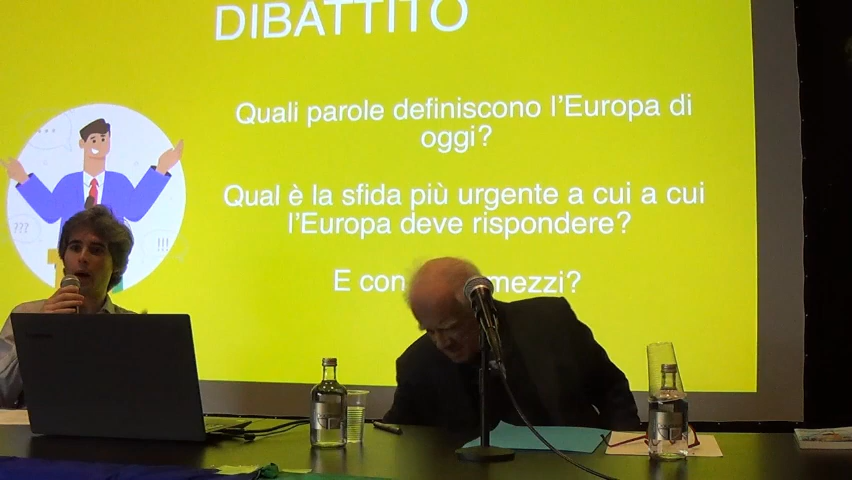 DIBATTITO
Quali parole definiscono l'Europa di
oggi?
Qual è la sfida più urgente a cui a cui
l'Europa deve rispondere?
E con mezzi?
???
!!!